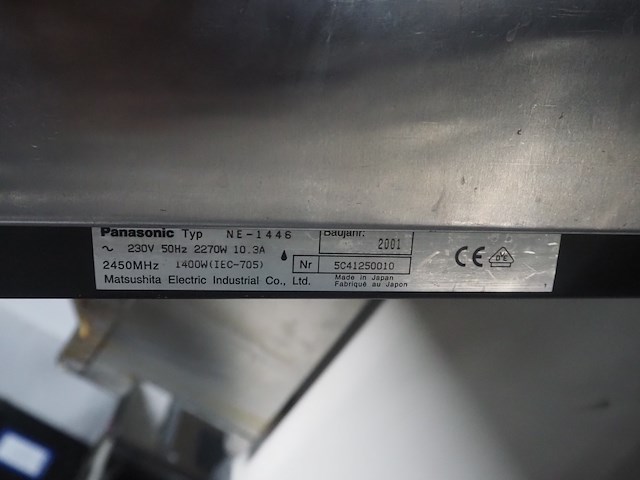 Panasonic Typ NE-1446
~ 230V 50Hz 2270W 10.3A
2450MHz 1400W(IEC-705)
Matsushita Electric Industrial Co., Ltd.
Baujahr: 2001
Nr 5C41250010
Made in Japan
Fabriqué au Japon
CE